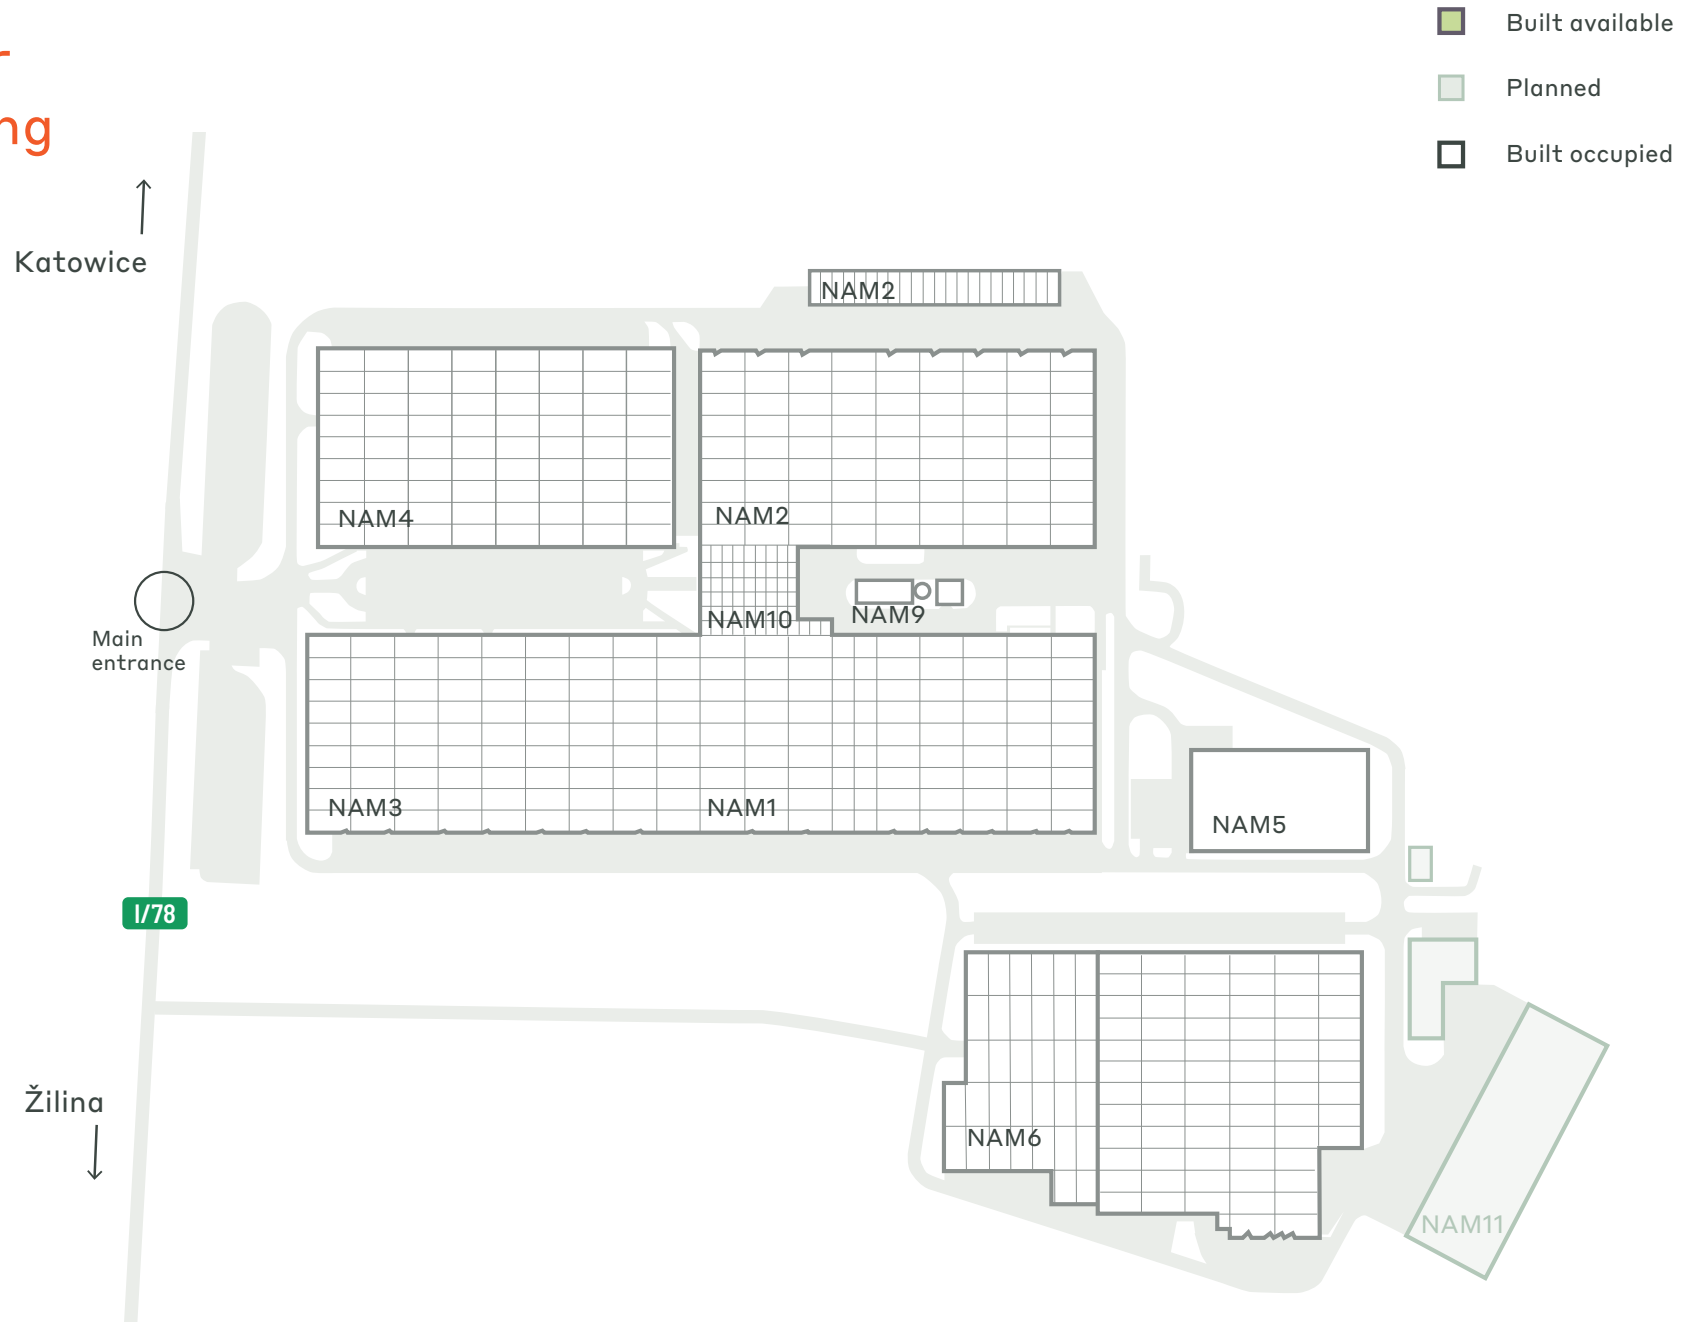 Built available
Planned
Built occupied
ng
Katowice
NAM2
NAM4
NAM2
NAM10
NAM9
Main
entrance
NAM3
NAM1
NAM5
I/78
Žilina
NAM6
NAM11